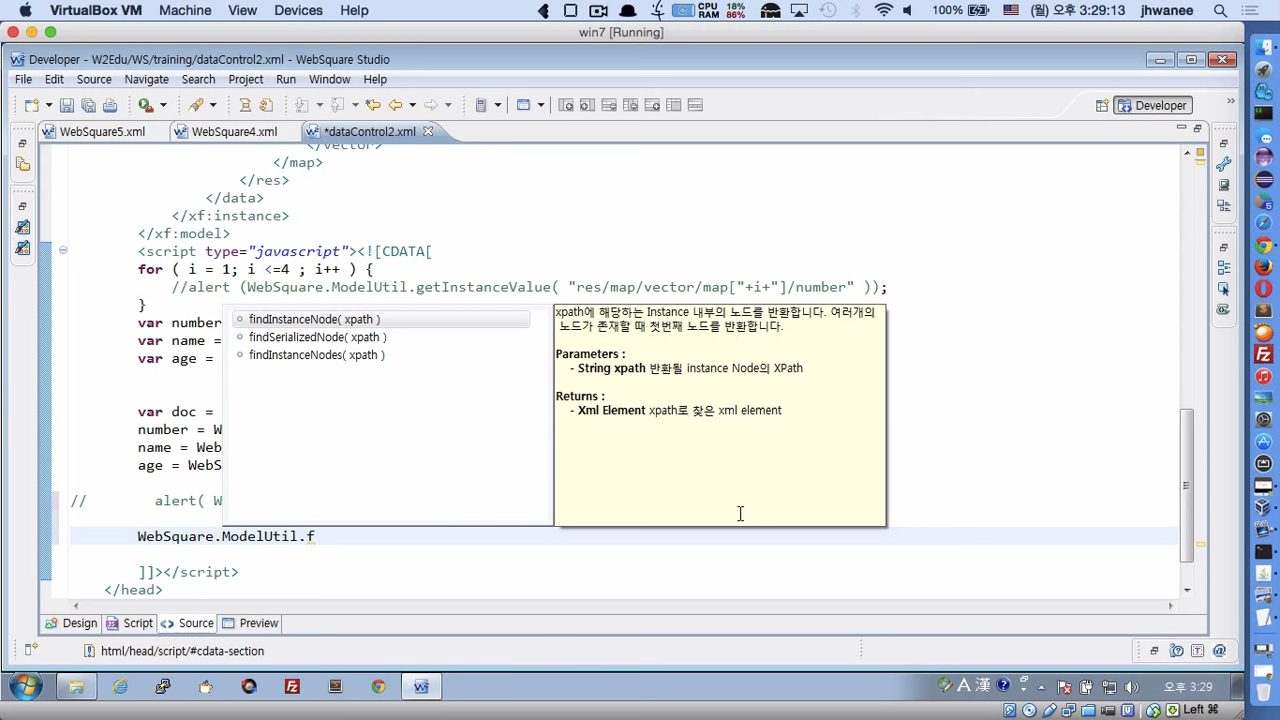 VirtualBox VM Machine View Devices Help
CPU 18%
RAM 86%
100% (월) 오후 3:29:13 jhwanee
win7 [Running]
Developer - W2Edu/WS/training/dataControl2.xml - WebSquare Studio
File Edit Source Navigate Search Project Run Window Help
Developer
WebSquare5.xml WebSquare4.xml *dataControl2.xml
</vector>
</map>
</res>
</data>
</xf:instance>
</xf:model>
<script type="javascript"><![CDATA[
for ( i = 1; i <=4 ; i++ ) {
//alert (WebSquare.ModelUtil.getInstanceValue( "res/map/vector/map["+i+"]/number" ));
}
var number
var name =
var age =
var doc =
number = W
name = Web
age = WebS
// alert( W
WebSquare.ModelUtil.f
]]></script>
</head>
findInstanceNode( xpath )
findSerializedNode( xpath )
findInstanceNodes( xpath )
xpath에 해당하는 Instance 내부의 노드를 반환합니다. 여러개의
노드가 존재할 때 첫번째 노드를 반환합니다.
Parameters :
- String xpath 반환될 instance Node의 XPath
Returns :
- Xml Element xpath로 찾은 xml element
Design Script Source Preview
html/head/script/#cdata-section
A 漢 오후 3:29
Left ⌘